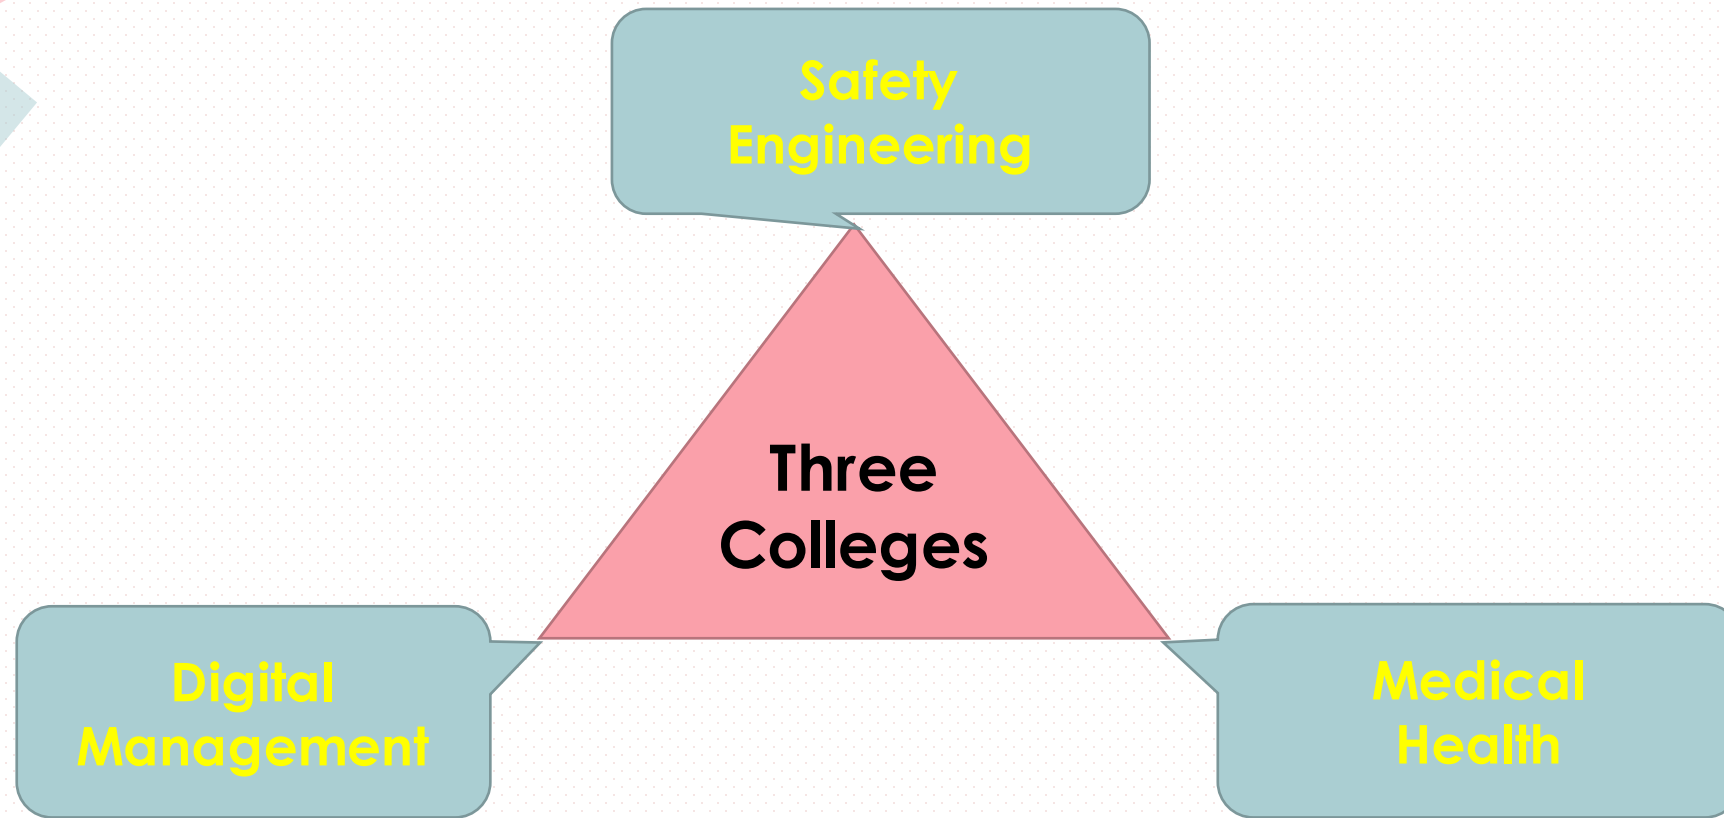 Safety
Engineering
Three
Colleges
Digital
Management
Medical
Health